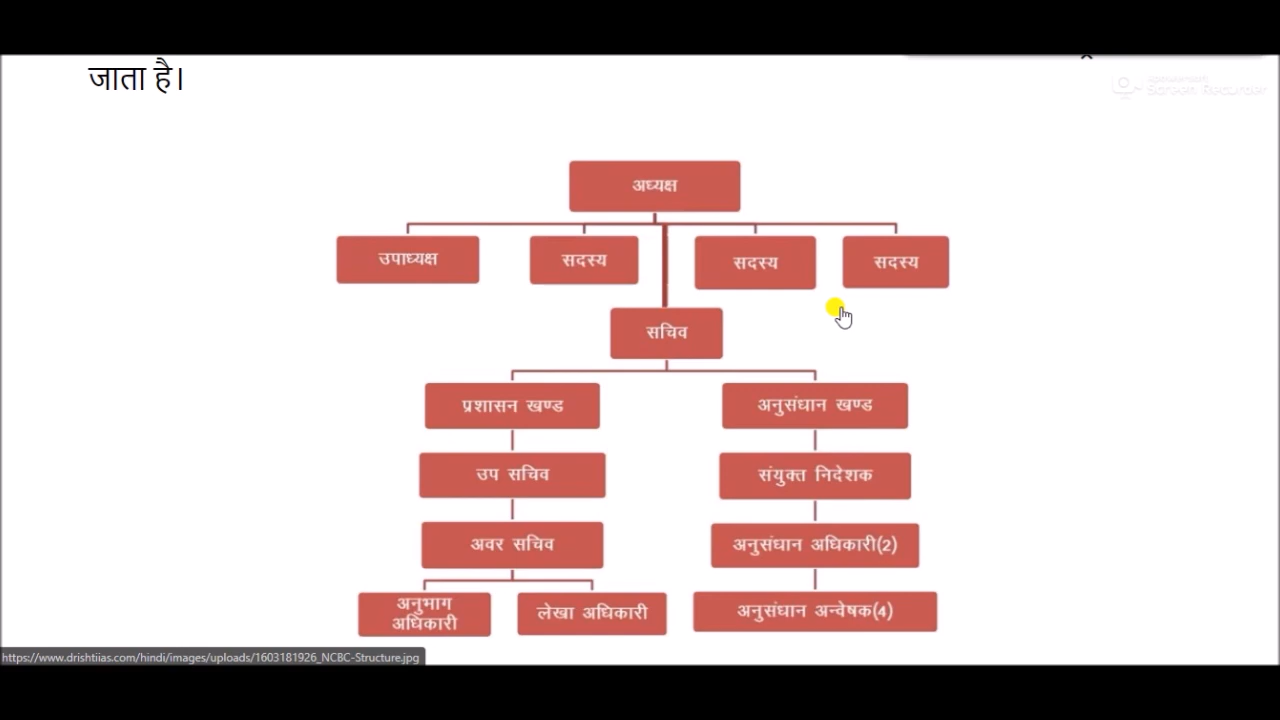 जाता है।
Screen Recorder
अध्यक्ष
उपाध्यक्ष
सदस्य
सदस्य
सदस्य
सचिव
प्रशासन खण्ड
अनुसंधान खण्ड
उप सचिव
संयुक्त निदेशक
अवर सचिव
अनुसंधान अधिकारी(2)
अनुभाग
अधिकारी
लेखा अधिकारी
अनुसंधान अन्वेषक(4)
https://www.drishtiias.com/hindi/images/uploads/1603181926_NCBC-Structure.jpg